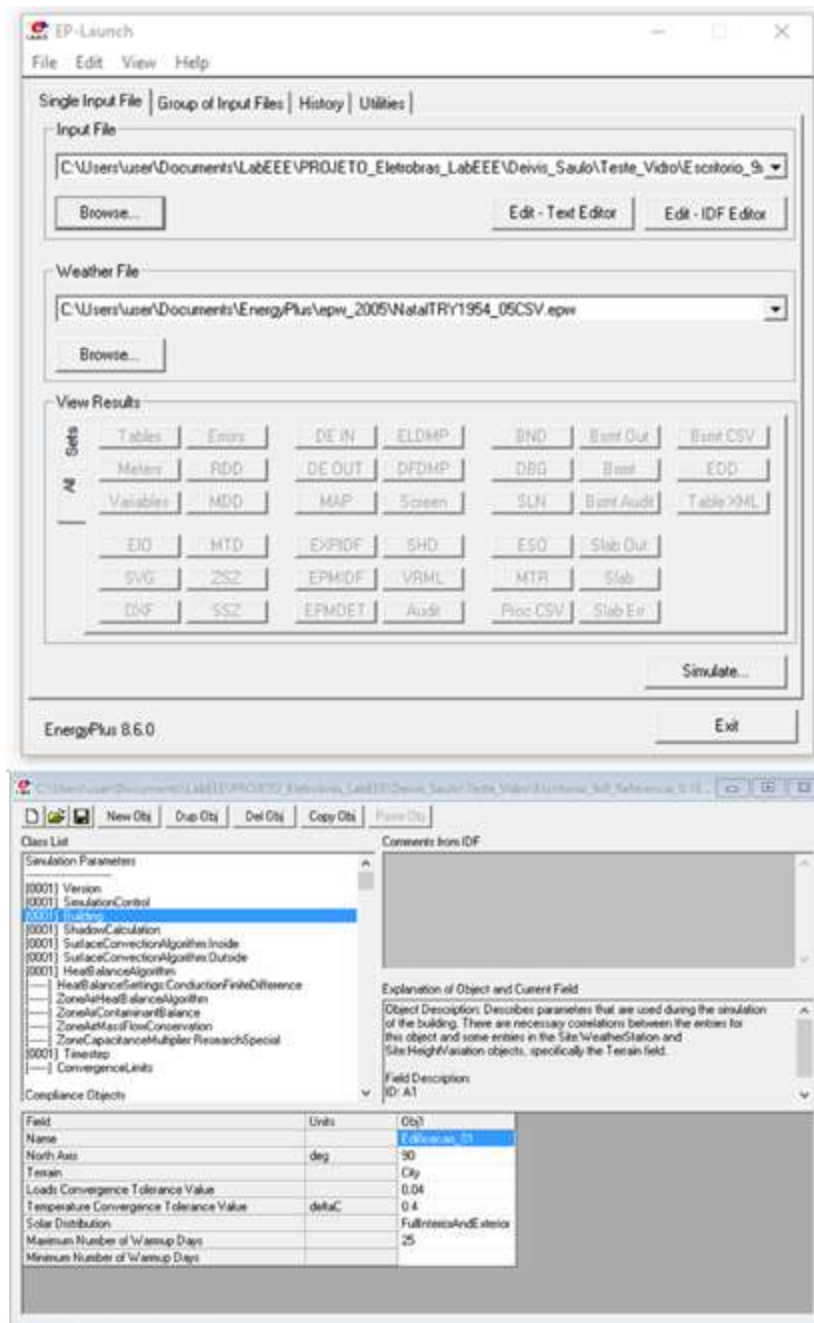 EP-Launch
File Edit View Help
Single Input File Group of Input Files History Utilities
Input File
C:\Users\user\Documents\LabEEE\PROJETO_Eletrobras_LabEEE\Deivis_Saulo\Teste_Vidro\Escritorio_9
Browse... Edit - Text Editor Edit - IDF Editor
Weather File
C:\Users\user\Documents\EnergyPlus\epw_2005\NatalTRY1954_05CSV.epw
Browse...
View Results
All Sets
Tables Errors DE IN ELDMP BND Bsmt Out Bsmt CSV
Meters RDD DE OUT DFDMP DBG Bsmt EDD
Variables MDD MAP Screen SLN Bsmt Audit Table XML
EIO MTD EXPIDF SHD ESO Slab Out
SVG ZSZ EPMIDF VRML MTR Slab
DXF SSZ EPMDET Audit Proc CSV Slab Err
Simulate...
EnergyPlus 8.6.0 Exit
New Obj Dup Obj Del Obj Copy Obj Paste Obj
Class List Comments from IDF
Simulation Parameters
[0001] Version
[0001] SimulationControl
[0001] Building
[0001] ShadowCalculation
[0001] SurfaceConvectionAlgorithm:Inside
[0001] SurfaceConvectionAlgorithm:Outside
[0001] HeatBalanceAlgorithm
[------] HeatBalanceSettings:ConductionFiniteDifference
[------] ZoneAirHeatBalanceAlgorithm
[------] ZoneAirContaminantBalance
[------] ZoneAirMassFlowConservation
[------] ZoneCapacitanceMultiplier:ResearchSpecial
[0001] Timestep
[------] ConvergenceLimits
Compliance Objects
Explanation of Object and Current Field
Object Description: Describes parameters that are used during the simulation
of the building. There are necessary correlations between the entries for
this object and some entries in the Site:WeatherStation and
Site:HeightVariation objects, specifically the Terrain field.
Field Description:
ID: A1
Field Units Obj1
Name Edificacao_01
North Axis deg 90
Terrain City
Loads Convergence Tolerance Value 0.04
Temperature Convergence Tolerance Value deltaC 0.4
Solar Distribution FullInteriorAndExterior
Maximum Number of Warmup Days 25
Minimum Number of Warmup Days